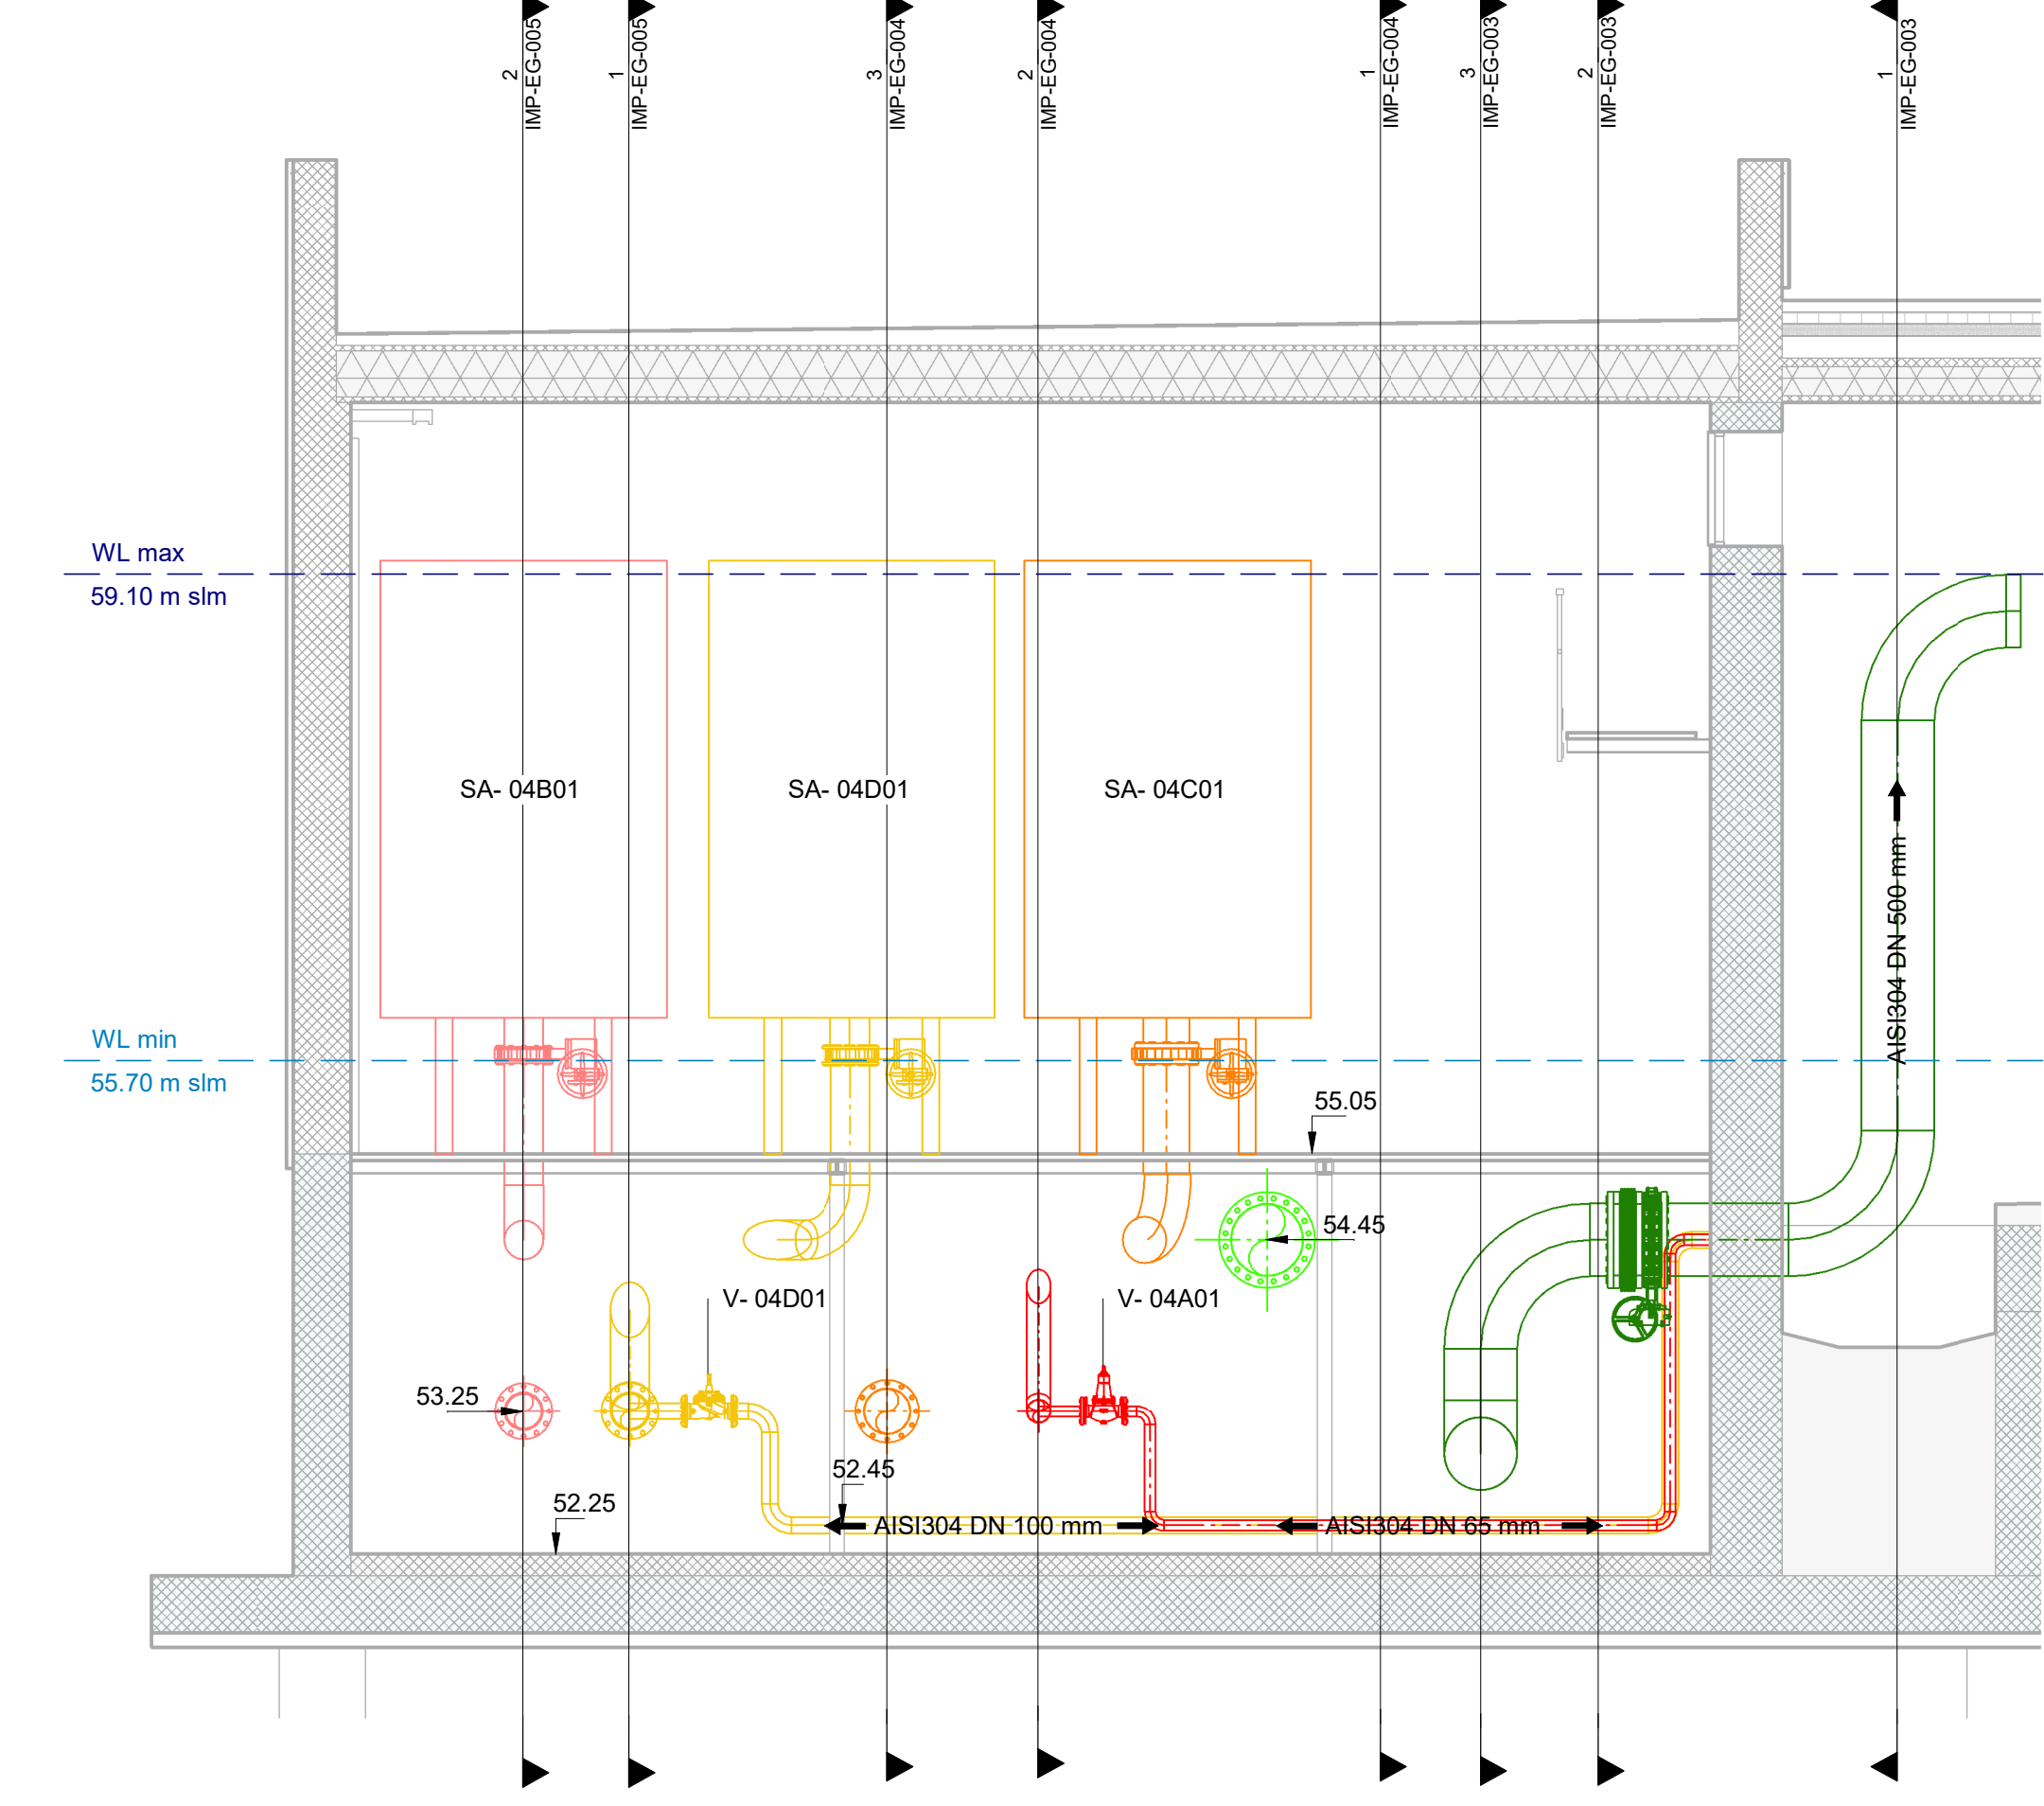 2
IMP-EG-005
1
IMP-EG-005
3
IMP-EG-004
2
IMP-EG-004
1
IMP-EG-004
3
IMP-EG-003
2
IMP-EG-003
1
IMP-EG-003
WL max
59.10 m slm
SA- 04B01
SA- 04D01
SA- 04C01
AISI304 DN 500 mm
WL min
55.70 m slm
55.05
54.45
V- 04D01
V- 04A01
53.25
52.45
52.25
AISI304 DN 100 mm
AISI304 DN 65 mm